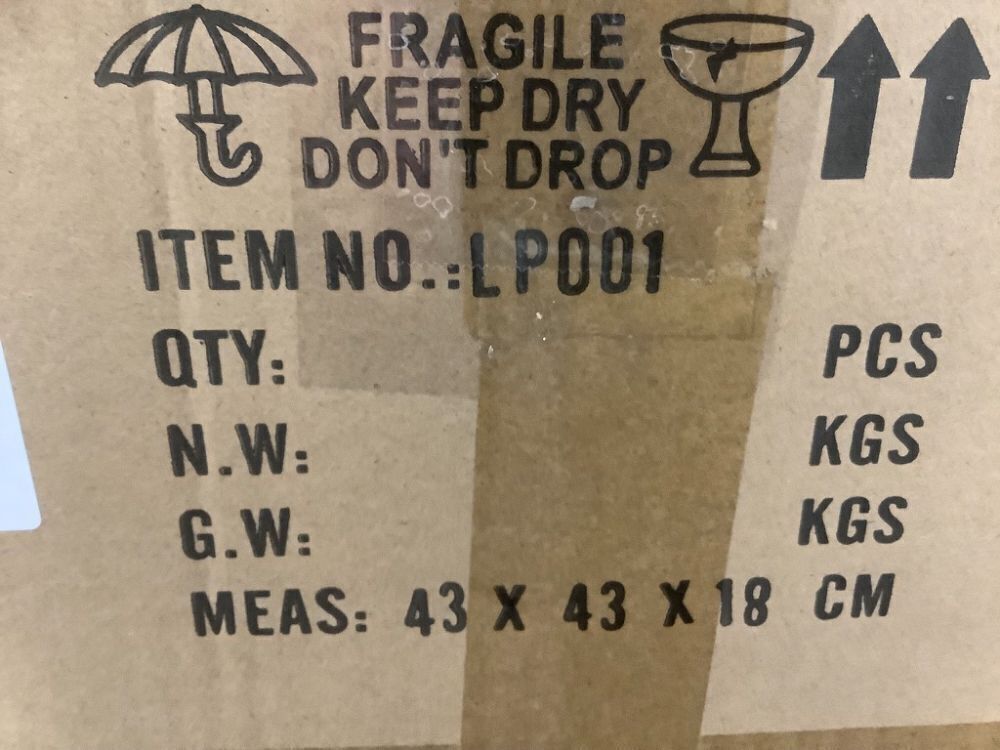 FRAGILE
KEEP DRY
DON'T DROP
ITEM NO.:LP001
QTY: PCS
N.W: KGS
G.W: KGS
MEAS: 43 X 43 X 18 CM